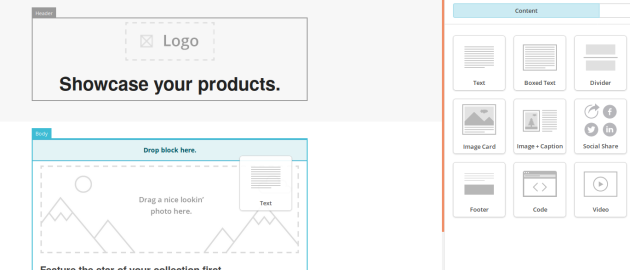 Header
Logo
Showcase your products.
Body
Drop block here.
Drag a nice lookin'
photo here.
Text
Feature the star of your collection first.
Content
Text
Boxed Text
Divider
Image Card
Image + Caption
Social Share
Footer
Code
Video